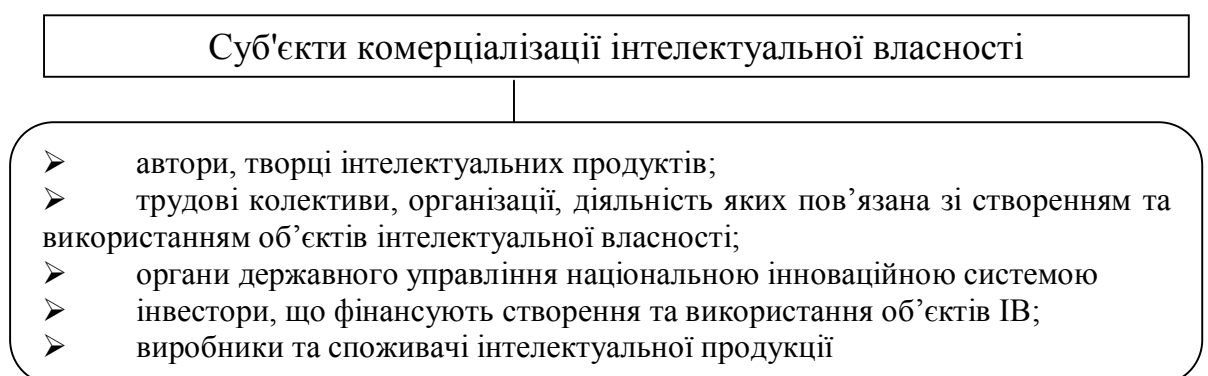 Суб'єкти комерціалізації інтелектуальної власності
➢ автори, творці інтелектуальних продуктів;
➢ трудові колективи, організації, діяльність яких пов’язана зі створенням та
використанням об’єктів інтелектуальної власності;
➢ органи державного управління національною інноваційною системою
➢ інвестори, що фінансують створення та використання об’єктів ІВ;
➢ виробники та споживачі інтелектуальної продукції